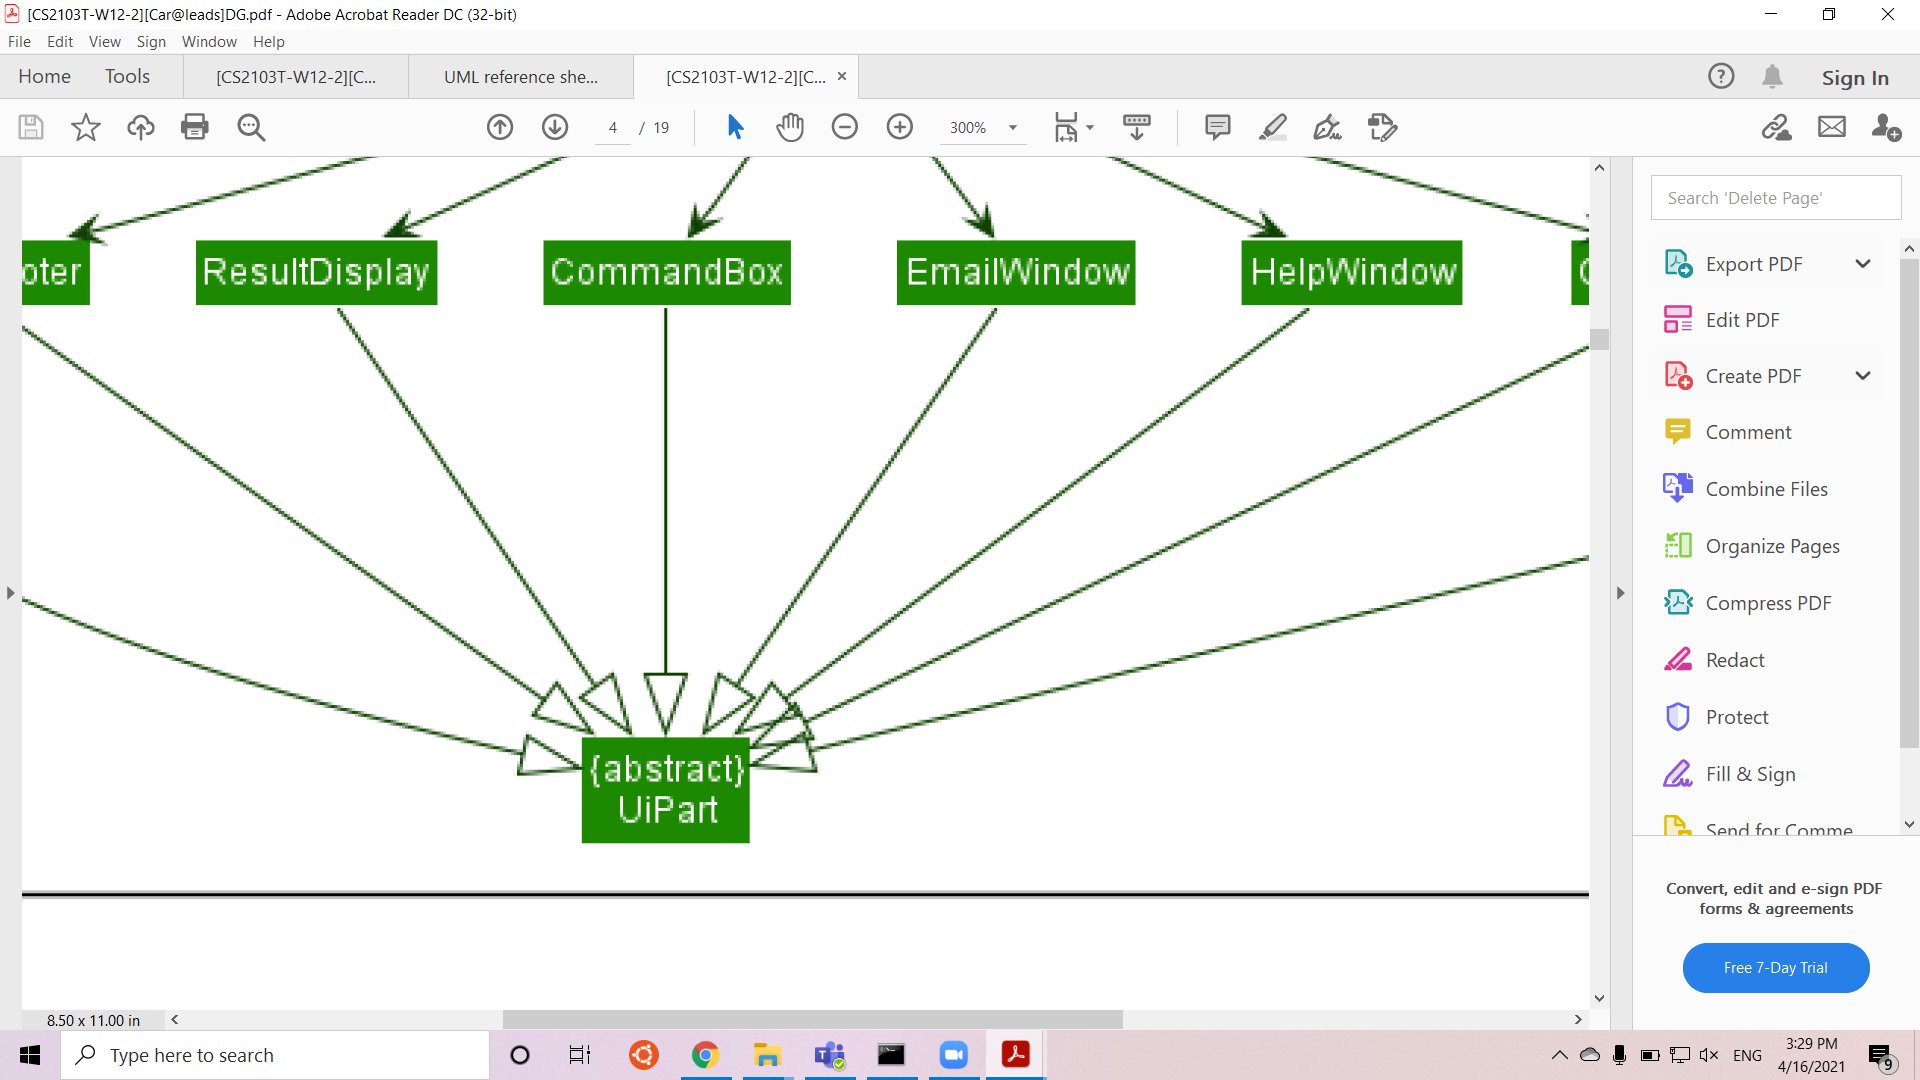 [CS2103T-W12-2][Car@leads]DG.pdf - Adobe Acrobat Reader DC (32-bit)
File Edit View Sign Window Help
Home Tools [CS2103T-W12-2][C... UML reference she... [CS2103T-W12-2][C... × Sign In
4 / 19 300%
Search 'Delete Page'
oter ResultDisplay CommandBox EmailWindow HelpWindow
Export PDF
Edit PDF
Create PDF
Comment
Combine Files
Organize Pages
Compress PDF
Redact
Protect
Fill & Sign
Send for Comme
{abstract}
UiPart
Convert, edit and e-sign PDF
forms & agreements
Free 7-Day Trial
8.50 x 11.00 in
Type here to search
ENG
3:29 PM
4/16/2021
9